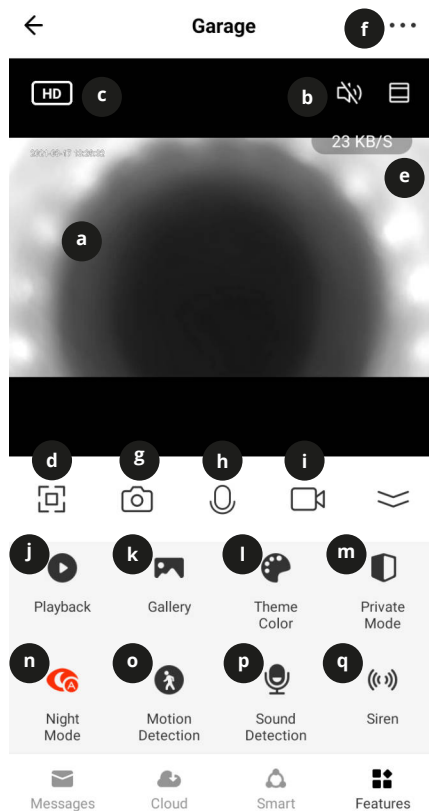 Garage
f
HD
c
b
23 KB/S
e
a
d
g
h
i
j
k
l
m
Playback
Gallery
Theme
Color
Private
Mode
n
A
o
p
q
Night
Mode
Motion
Detection
Sound
Detection
Siren
Messages
Cloud
Smart
Features